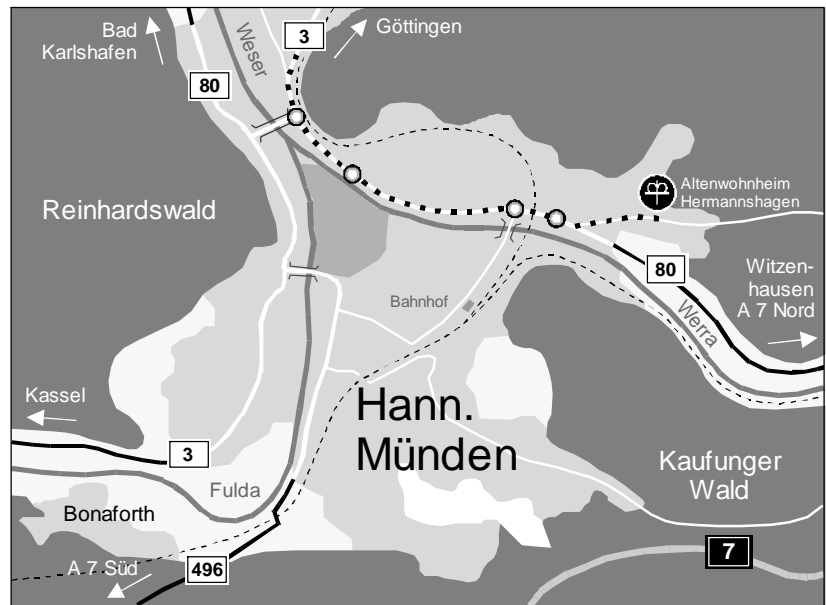 Bad
Karlshafen
Weser
3
Göttingen
80
Altenwohnheim
Hermannshagen
Reinhardswald
Bahnhof
80
Witzen-
hausen
A 7 Nord
Werra
Kassel
Hann.
Münden
3
Fulda
Kaufunger
Wald
Bonaforth
7
A 7 Süd
496